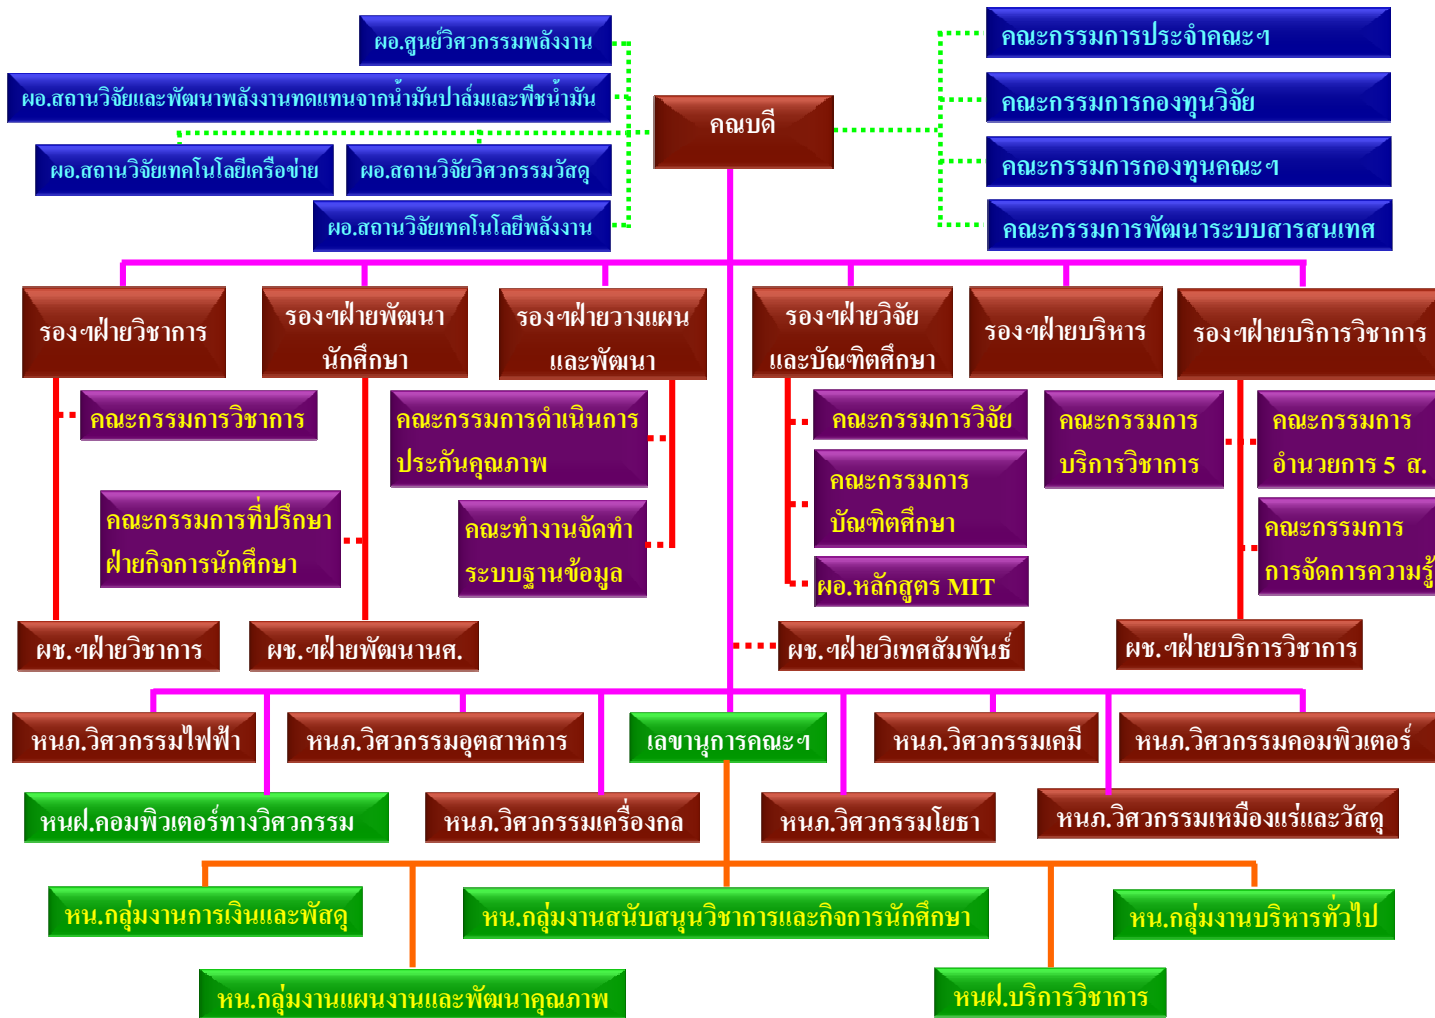 ผอ.ศูนย์วิศวกรรมพลังงาน
คณะกรรมการประจำคณะฯ
ผอ.สถานวิจัยและพัฒนาพลังงานทดแทนจากน้ำมันปาล์มและพืชน้ำมัน
คณะกรรมการกองทุนวิจัย
คณบดี
ผอ.สถานวิจัยเทคโนโลยีเครือข่าย
ผอ.สถานวิจัยวิศวกรรมวัสดุ
คณะกรรมการกองทุนคณะฯ
ผอ.สถานวิจัยเทคโนโลยีพลังงาน
คณะกรรมการพัฒนาระบบสารสนเทศ
รองฯฝ่ายวิชาการ
รองฯฝ่ายพัฒนา
นักศึกษา
รองฯฝ่ายวางแผน
และพัฒนา
รองฯฝ่ายวิจัย
และบัณฑิตศึกษา
รองฯฝ่ายบริหาร
รองฯฝ่ายบริการวิชาการ
คณะกรรมการวิชาการ
คณะกรรมการดำเนินการ
ประกันคุณภาพ
คณะกรรมการวิจัย
คณะกรรมการ
บริการวิชาการ
คณะกรรมการ
อำนวยการ 5 ส.
คณะกรรมการที่ปรึกษา
ฝ่ายกิจการนักศึกษา
คณะทำงานจัดทำ
ระบบฐานข้อมูล
คณะกรรมการ
บัณฑิตศึกษา
คณะกรรมการ
การจัดการความรู้
ผอ.หลักสูตร MIT
ผช.ฯฝ่ายวิชาการ
ผช.ฯฝ่ายพัฒนานศ.
ผช.ฯฝ่ายวิเทศสัมพันธ์
ผช.ฯฝ่ายบริการวิชาการ
หนภ.วิศวกรรมไฟฟ้า
หนภ.วิศวกรรมอุตสาหการ
เลขานุการคณะฯ
หนภ.วิศวกรรมเคมี
หนภ.วิศวกรรมคอมพิวเตอร์
หนฝ.คอมพิวเตอร์ทางวิศวกรรม
หนภ.วิศวกรรมเครื่องกล
หนภ.วิศวกรรมโยธา
หนภ.วิศวกรรมเหมืองแร่และวัสดุ
หน.กลุ่มงานการเงินและพัสดุ
หน.กลุ่มงานสนับสนุนวิชาการและกิจการนักศึกษา
หน.กลุ่มงานบริหารทั่วไป
หน.กลุ่มงานแผนงานและพัฒนาคุณภาพ
หนฝ.บริการวิชาการ